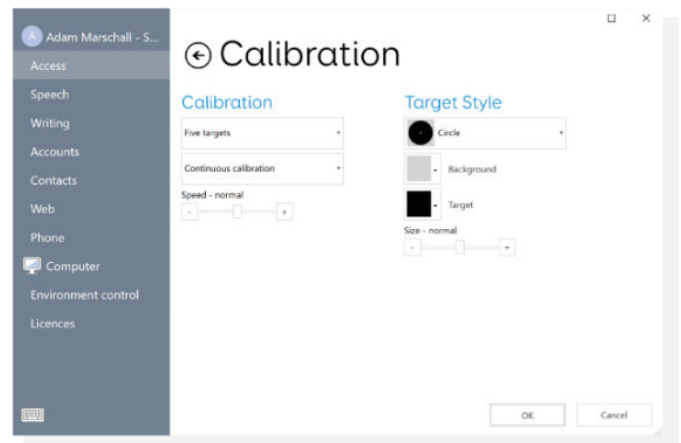 A Adam Marschall - S...
Access
Speech
Writing
Accounts
Contacts
Web
Phone
Computer
Environment control
Licences
Calibration
Calibration
Five targets
Continuous calibration
Speed - normal
- +
Target Style
Circle
Background
Target
Size - normal
- +
OK
Cancel